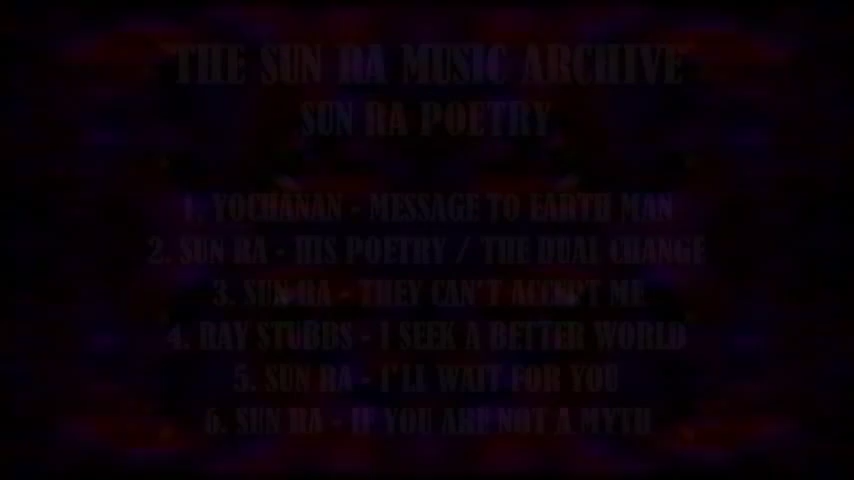 THE SUN RA MUSIC ARCHIVE
SUN RA POETRY
1. YOCHANAN - MESSAGE TO EARTH MAN
2. SUN RA - HIS POETRY / THE DUAL CHANGE
3. SUN RA - THEY CAN'T ACCEPT ME
4. RAY STUBBS - I SEEK A BETTER WORLD
5. SUN RA - I'LL WAIT FOR YOU
6. SUN RA - IF YOU ARE NOT A MYTH